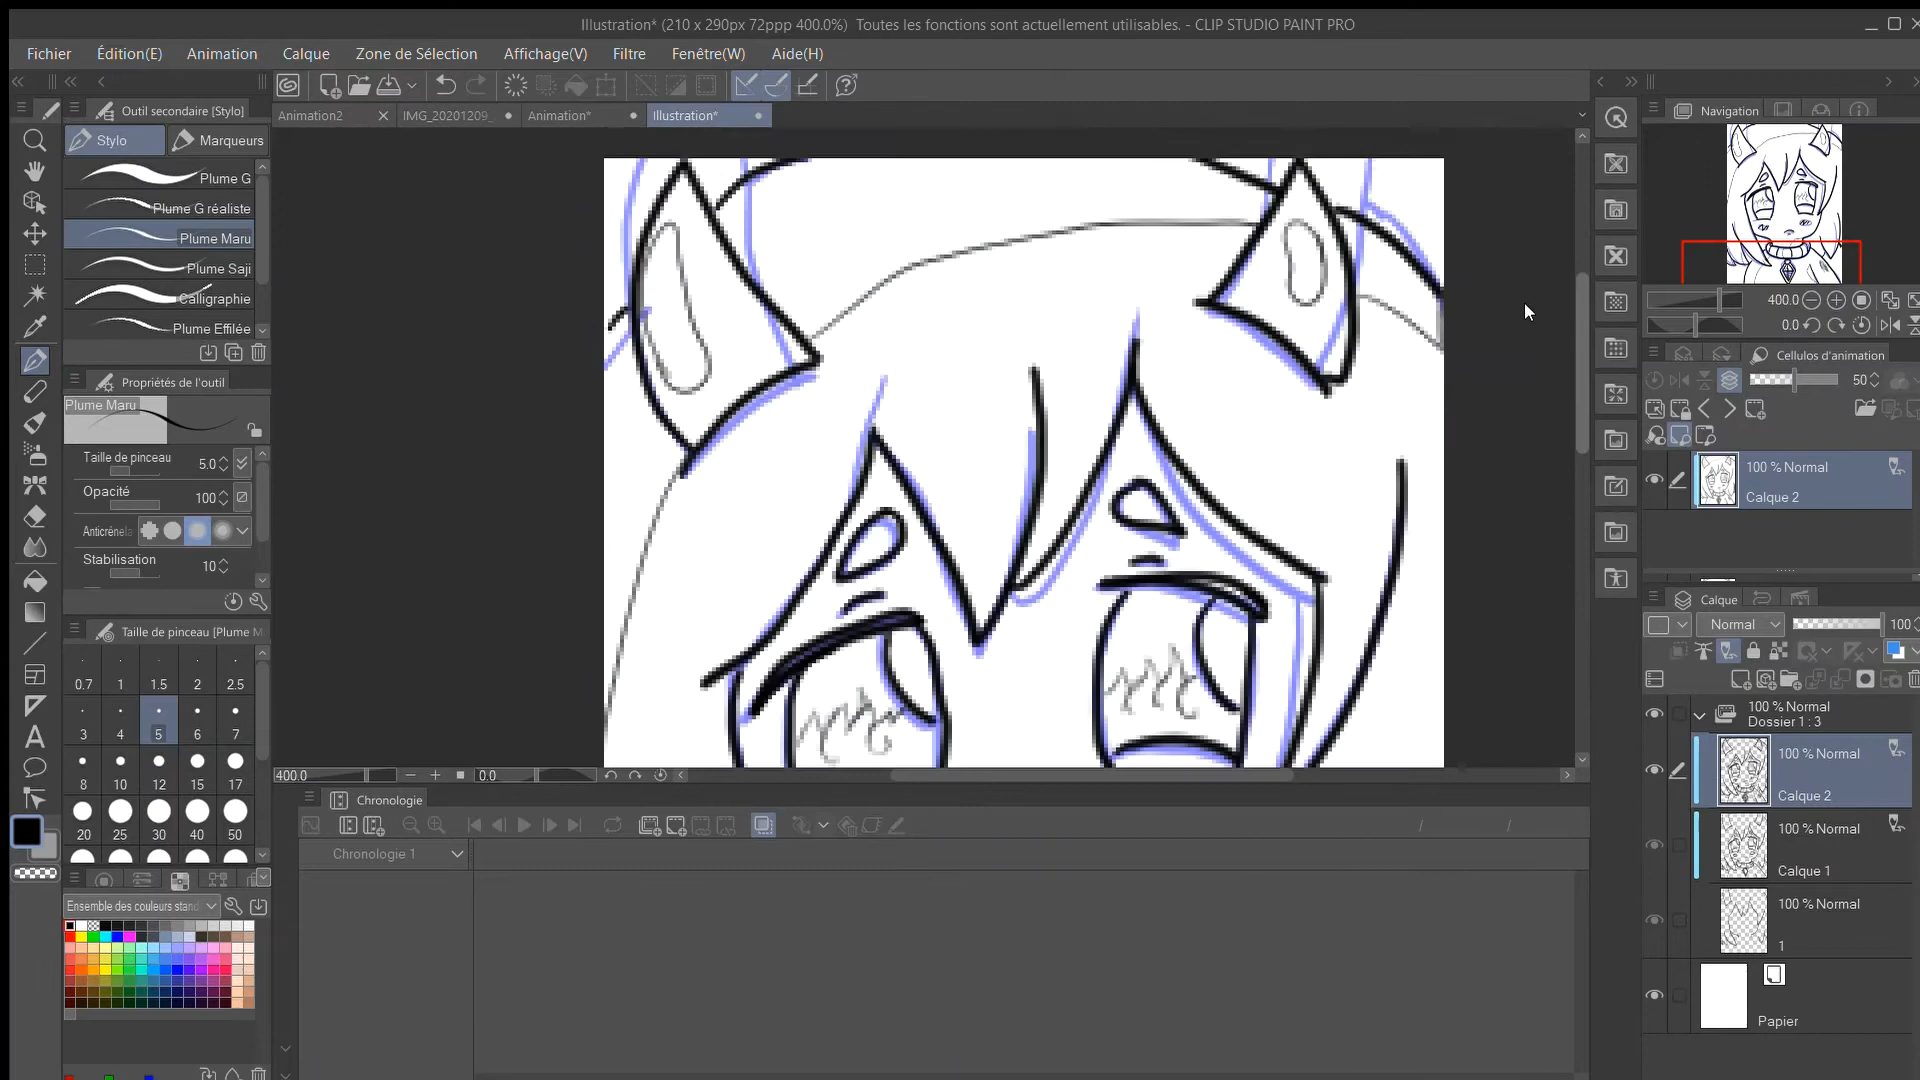 Illustration* (210 x 290px 72ppp 400.0%)  Toutes les fonctions sont actuellement utilisables. - CLIP STUDIO PAINT PRO
Fichier Édition(E) Animation Calque Zone de Sélection Affichage(V) Filtre Fenêtre(W) Aide(H)
Outil secondaire [Stylo]
Stylo Marqueurs
Animation2 IMG_20201209_ Animation* Illustration*
Plume G
Plume G réaliste
Plume Maru
Plume Saji
Calligraphie
Plume Effilée
Propriétés de l'outil
Plume Maru
Taille de pinceau 5.0
Opacité 100
Anticrénela
Stabilisation 10
Taille de pinceau [Plume M
0.7 1 1.5 2 2.5
3 4 5 6 7
8 10 12 15 17
20 25 30 40 50
Ensemble des couleurs stand
400.0 0.0
Chronologie
Chronologie 1
Navigation
400.0
0.0
Cellulos d'animation
50
100 % Normal
Calque 2
Calque
Normal 100
100 % Normal
Dossier 1 : 3
100 % Normal
Calque 2
100 % Normal
Calque 1
100 % Normal
1
Papier